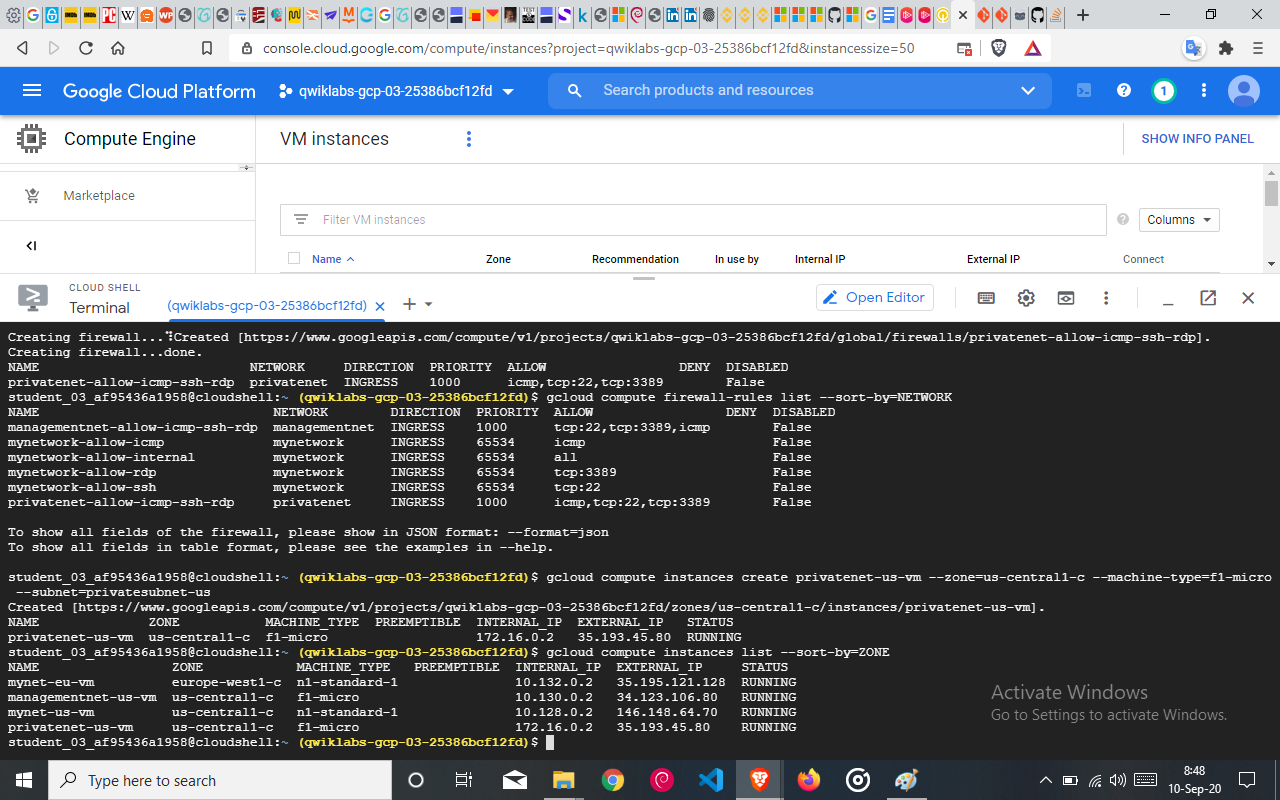 console.cloud.google.com/compute/instances?project=qwiklabs-gcp-03-25386bcf12fd&instancessize=50
Google Cloud Platform
qwiklabs-gcp-03-25386bcf12fd
Search products and resources
1
Compute Engine
VM instances
SHOW INFO PANEL
Marketplace
Filter VM instances
Columns
Name Zone Recommendation In use by Internal IP External IP Connect
CLOUD SHELL
Terminal
(qwiklabs-gcp-03-25386bcf12fd)
Open Editor
Creating firewall...⠹Created [https://www.googleapis.com/compute/v1/projects/qwiklabs-gcp-03-25386bcf12fd/global/firewalls/privatenet-allow-icmp-ssh-rdp].
Creating firewall...done.
NAME NETWORK DIRECTION PRIORITY ALLOW DENY DISABLED
privatenet-allow-icmp-ssh-rdp privatenet INGRESS 1000 icmp,tcp:22,tcp:3389 False
student_03_af95436a1958@cloudshell:~ (qwiklabs-gcp-03-25386bcf12fd)$ gcloud compute firewall-rules list --sort-by=NETWORK
NAME NETWORK DIRECTION PRIORITY ALLOW DENY DISABLED
managementnet-allow-icmp-ssh-rdp managementnet INGRESS 1000 tcp:22,tcp:3389,icmp False
mynetwork-allow-icmp mynetwork INGRESS 65534 icmp False
mynetwork-allow-internal mynetwork INGRESS 65534 all False
mynetwork-allow-rdp mynetwork INGRESS 65534 tcp:3389 False
mynetwork-allow-ssh mynetwork INGRESS 65534 tcp:22 False
privatenet-allow-icmp-ssh-rdp privatenet INGRESS 1000 icmp,tcp:22,tcp:3389 False
To show all fields of the firewall, please show in JSON format: --format=json
To show all fields in table format, please see the examples in --help.
student_03_af95436a1958@cloudshell:~ (qwiklabs-gcp-03-25386bcf12fd)$ gcloud compute instances create privatenet-us-vm --zone=us-central1-c --machine-type=f1-micro
--subnet=privatesubnet-us
Created [https://www.googleapis.com/compute/v1/projects/qwiklabs-gcp-03-25386bcf12fd/zones/us-central1-c/instances/privatenet-us-vm].
NAME ZONE MACHINE_TYPE PREEMPTIBLE INTERNAL_IP EXTERNAL_IP STATUS
privatenet-us-vm us-central1-c f1-micro 172.16.0.2 35.193.45.80 RUNNING
student_03_af95436a1958@cloudshell:~ (qwiklabs-gcp-03-25386bcf12fd)$ gcloud compute instances list --sort-by=ZONE
NAME ZONE MACHINE_TYPE PREEMPTIBLE INTERNAL_IP EXTERNAL_IP STATUS
mynet-eu-vm europe-west1-c n1-standard-1 10.132.0.2 35.195.121.128 RUNNING
managementnet-us-vm us-central1-c f1-micro 10.130.0.2 34.123.106.80 RUNNING
mynet-us-vm us-central1-c n1-standard-1 10.128.0.2 146.148.64.70 RUNNING
privatenet-us-vm us-central1-c f1-micro 172.16.0.2 35.193.45.80 RUNNING
student_03_af95436a1958@cloudshell:~ (qwiklabs-gcp-03-25386bcf12fd)$
Activate Windows
Go to Settings to activate Windows.
Type here to search
8:48
10-Sep-20